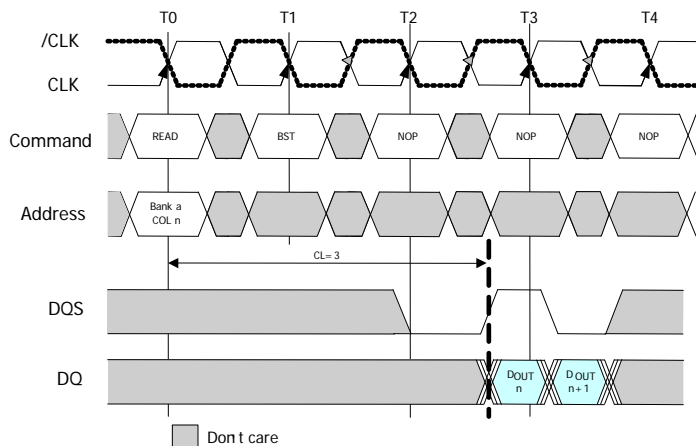 T0 T1 T2 T3 T4
/CLK
CLK
Command READ BST NOP NOP NOP
Address Bank a
COL n
CL= 3
DQS
DQ DOUT
n DOUT
n+1
Don't care